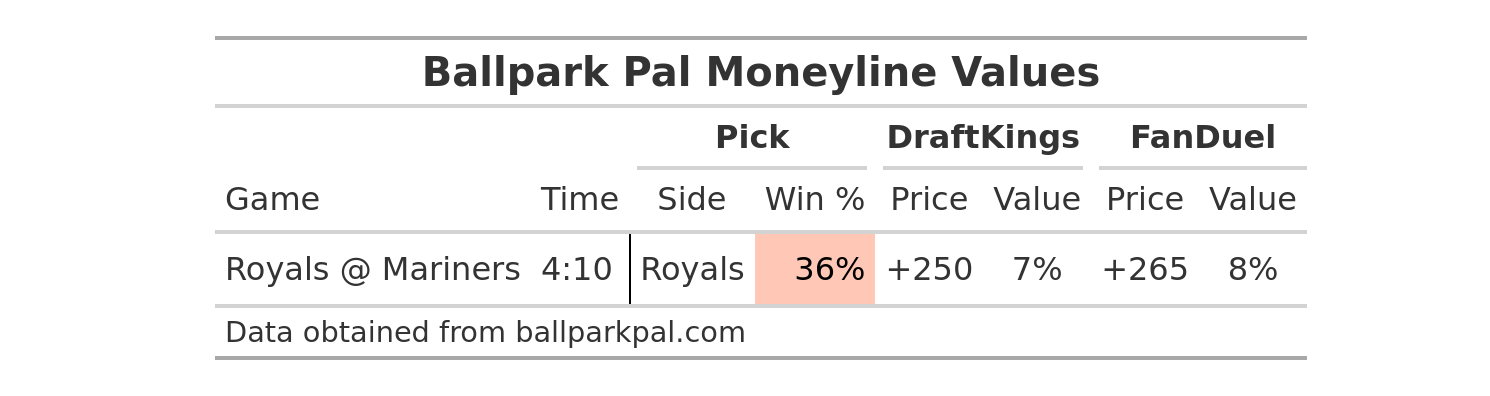 Ballpark Pal Moneyline Values
Pick DraftKings FanDuel
Game Time Side Win % Price Value Price Value
Royals @ Mariners 4:10 Royals 36% +250 7% +265 8%
Data obtained from ballparkpal.com